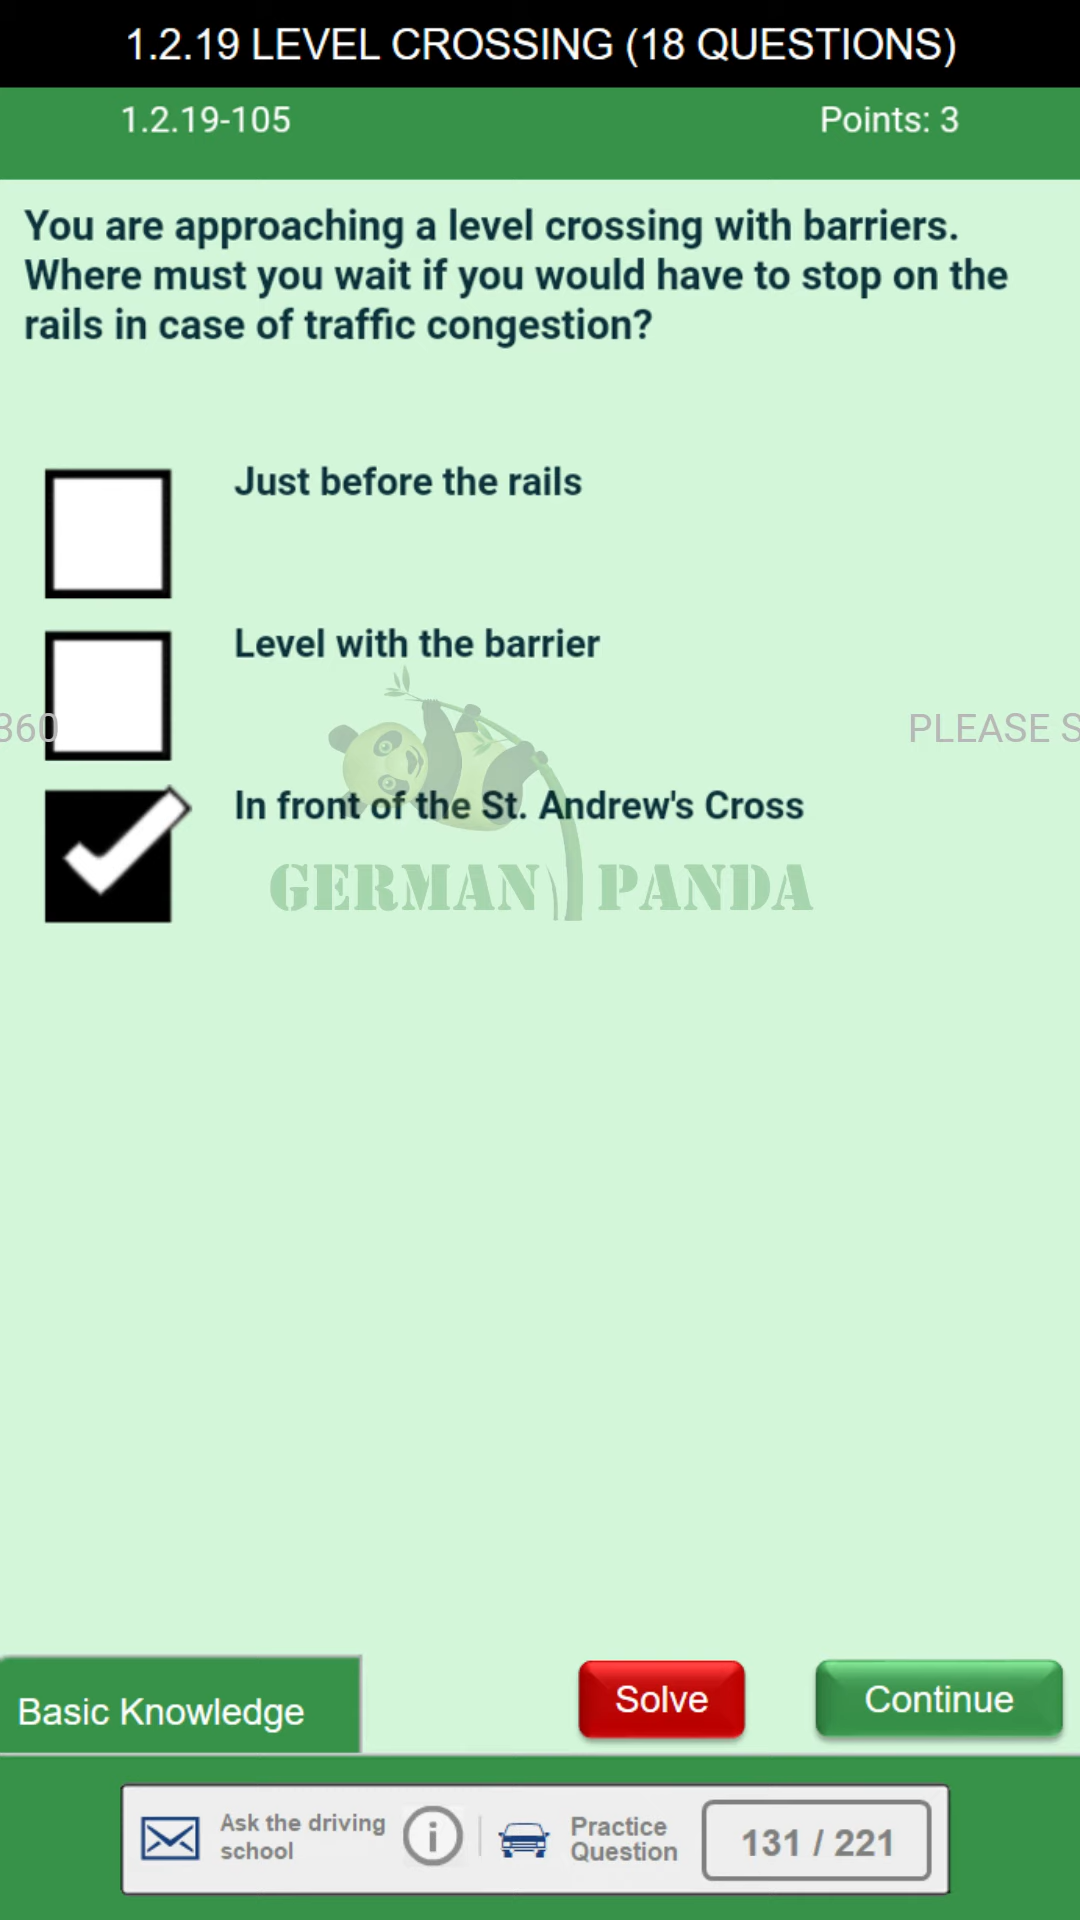 1.2.19 LEVEL CROSSING (18 QUESTIONS)
1.2.19-105 Points: 3
You are approaching a level crossing with barriers.
Where must you wait if you would have to stop on the
rails in case of traffic congestion?
Just before the rails
Level with the barrier
360 PLEASE S
In front of the St. Andrew's Cross
GERMAN PANDA
Basic Knowledge Solve Continue
Ask the driving
school
Practice
Question
131 / 221